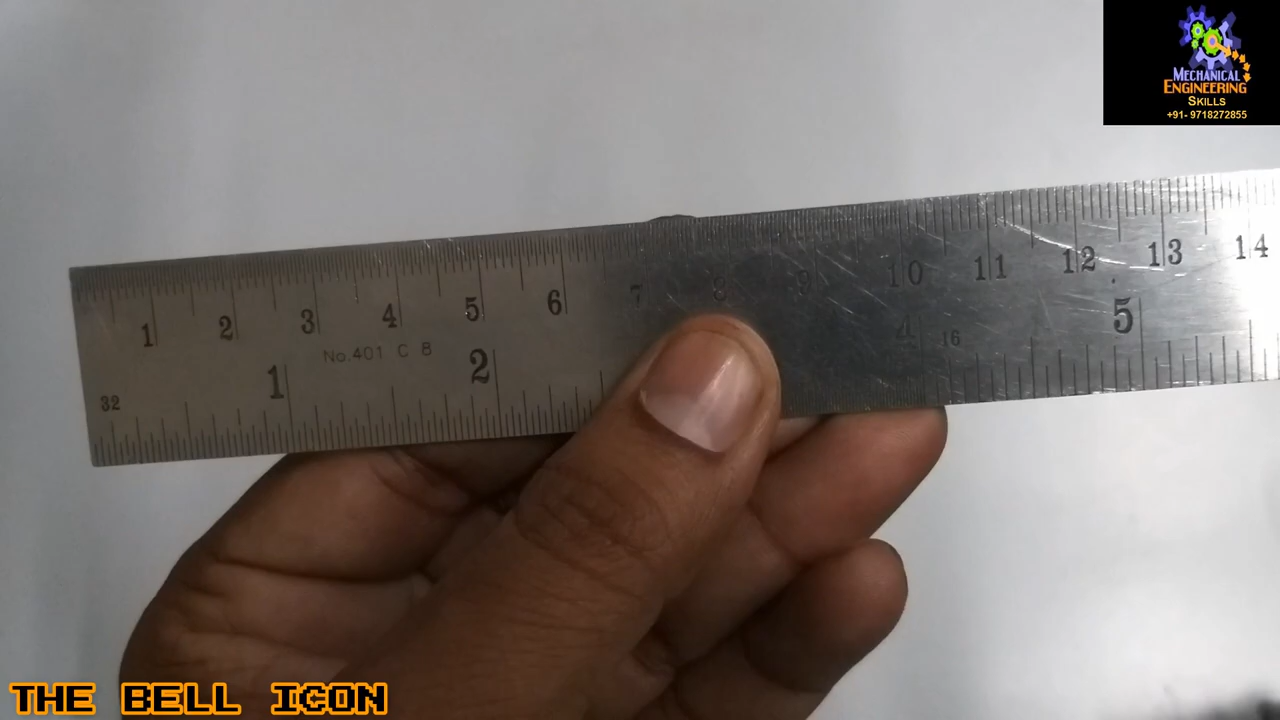 MECHANICAL
ENGINEERING
SKILLS
+91- 9718272855
1 2 3 4 5 6 7 8 9 10 11 12 13 14
No.401 C B
1 2 4 5
32 16
THE BELL ICON